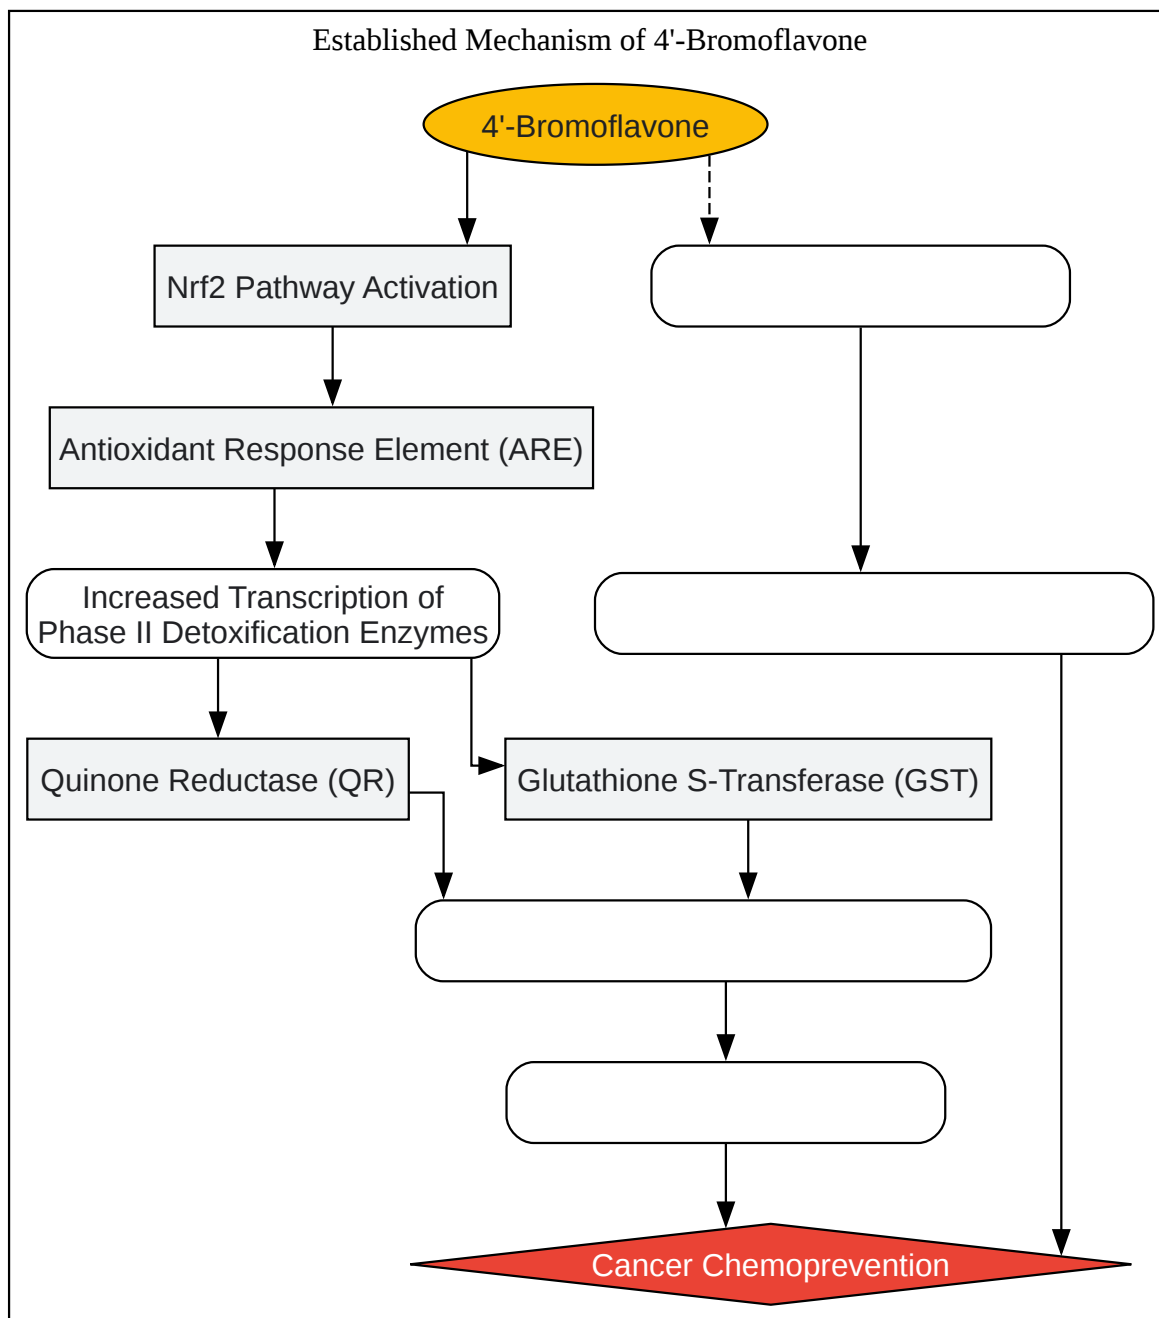 Established Mechanism of 4'-Bromoflavone
4'-Bromoflavone
Nrf2 Pathway Activation
Antioxidant Response Element (ARE)
Increased Transcription of
Phase II Detoxification Enzymes
Quinone Reductase (QR)
Glutathione S-Transferase (GST)
Cancer Chemoprevention